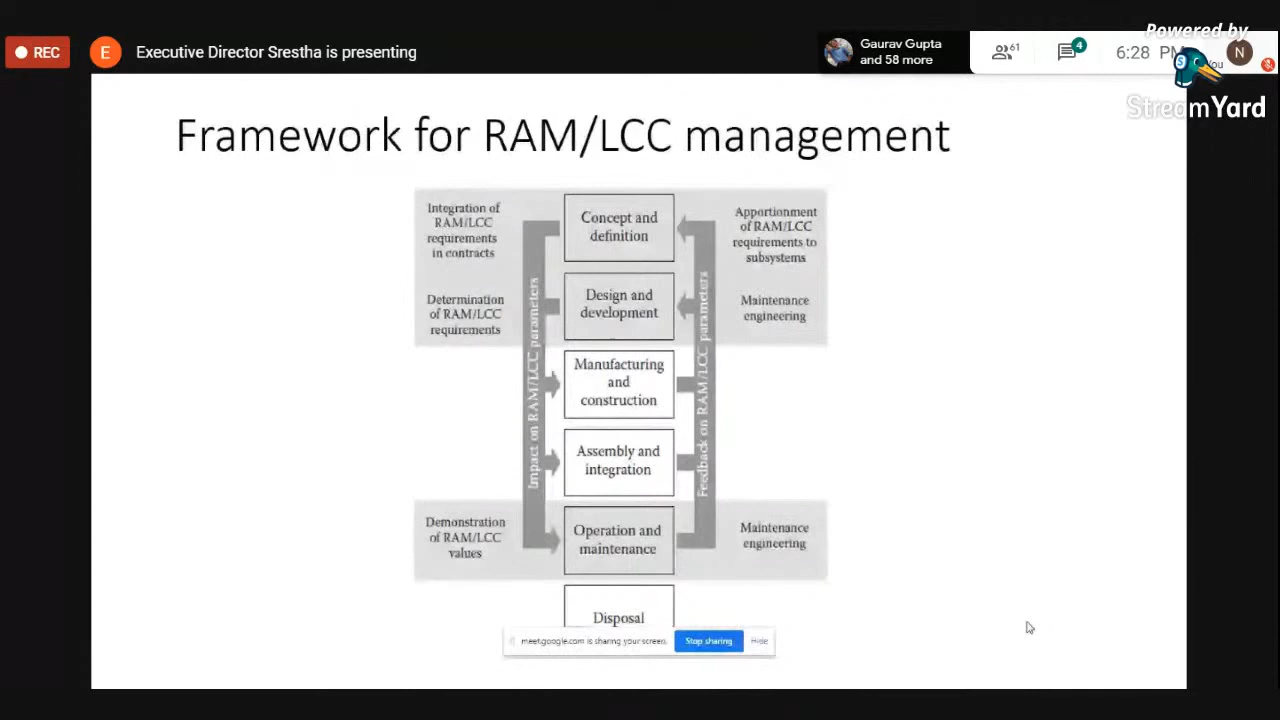 REC
E
Executive Director Srestha is presenting
Gaurav Gupta
and 58 more
61
4
6:28 PM
You
N
Powered by
S
StreamYard
Framework for RAM/LCC management
Integration of
RAM/LCC
requirements
in contracts
Concept and
definition
Apportionment
of RAM/LCC
requirements to
subsystems
Determination
of RAM/LCC
requirements
Design and
development
Maintenance
engineering
Impact on RAM/LCC parameters
Manufacturing
and
construction
Feedback on RAM/LCC parameters
Assembly and
integration
Demonstration
of RAM/LCC
values
Operation and
maintenance
Maintenance
engineering
Disposal
meet.google.com is sharing your screen.
Stop sharing
Hide